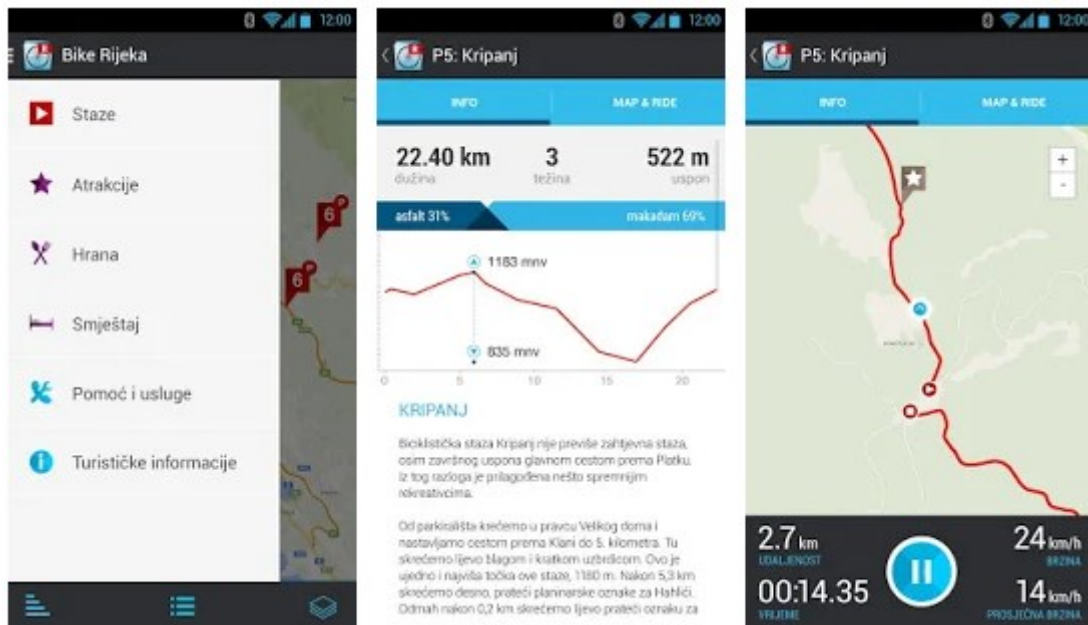 12:00
Bike Rijeka
Staze
Atrakcije
Hrana
Smještaj
Pomoć i usluge
Turističke informacije
6 P
6 P
12:00
P5: Kripanj
INFO
MAP & RIDE
22.40 km
3
522 m
dužina
težina
uspon
asfalt 31%
makadam 69%
1183 mnv
835 mnv
0
5
10
15
20
KRIPANJ
Biciklistička staza Kripanj nije previše zahtjevna staza,
osim završnog uspona glavnom cestom prema Platku.
Iz tog razloga je prilagođena nešto spremnijim
rekreativcima.
Od parkirališta krećemo u pravcu Velikog doma i
nastavljamo cestom prema Klani do 5. kilometra. Tu
skrećemo lijevo blagom i kratkom uzbrdicom. Ovo je
ujedno i najviša točka ove staze, 1180 m. Nakon 5,3 km
skrećemo desno, prateći planinarske oznake za Hahlić.
Odmah nakon 0,2 km skrećemo lijevo prateći oznaku za
12:00
P5: Kripanj
INFO
MAP & RIDE
+
-
2.7 km
UDALJENOST
24 km/h
BRZINA
00:14.35
VRIJEME
14 km/h
PROSJEČNA BRZINA